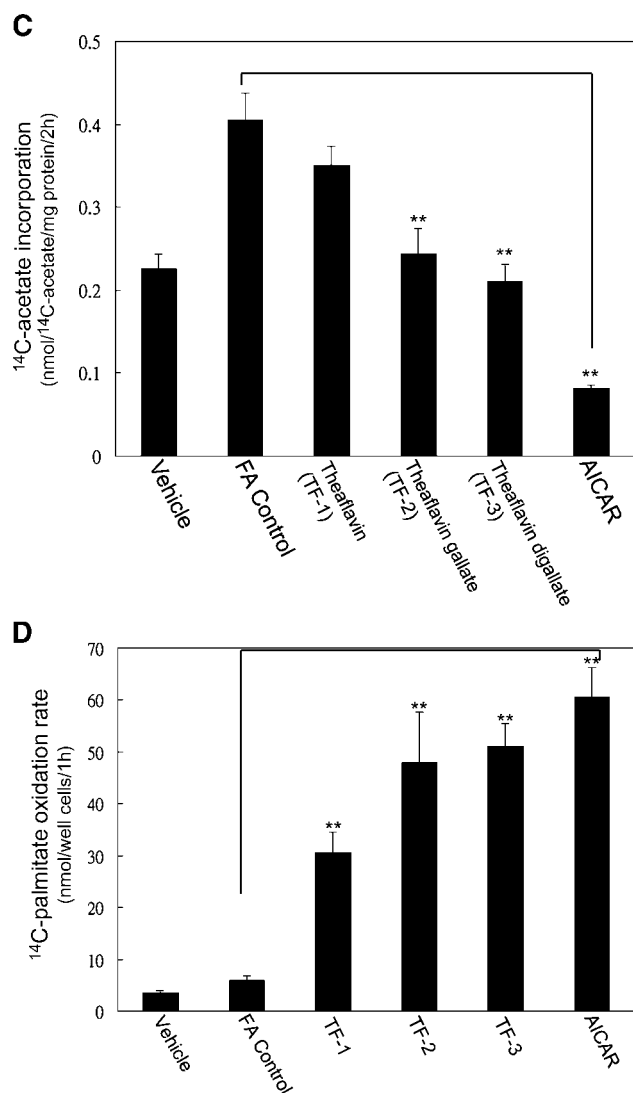 C
0.5
0.4
0.3
0.2
0.1
0
¹⁴C-acetate incorporation
(nmol/¹⁴C-acetate/mg protein/2h)
**
**
**
Vehicle
FA Control
Theaflavin
(TF-1)
Theaflavin gallate
(TF-2)
Theaflavin digallate
(TF-3)
AICAR
D
70
60
50
40
30
20
10
0
¹⁴C-palmitate oxidation rate
(nmol/well cells/1h)
**
**
**
**
Vehicle
FA Control
TF-1
TF-2
TF-3
AICAR